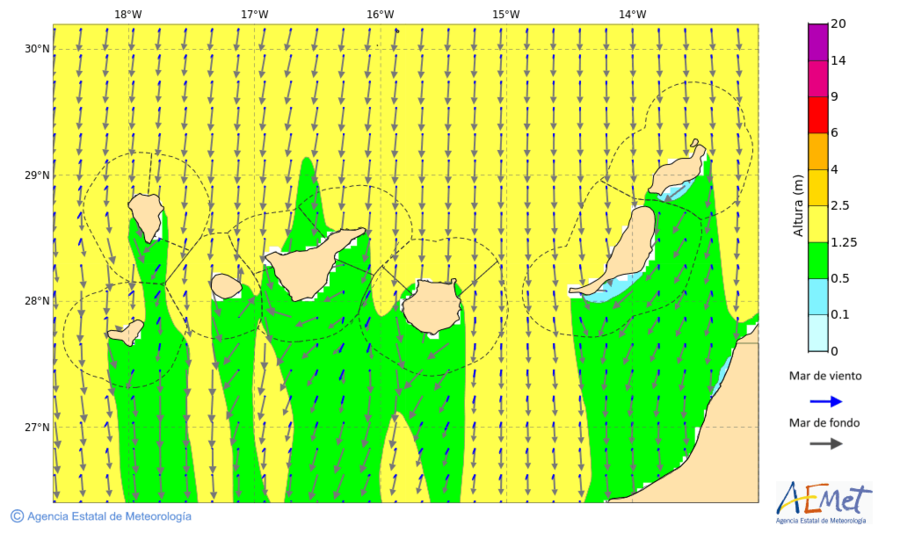 18°W 17°W 16°W 15°W 14°W
30°N
29°N
28°N
27°N
20
14
9
6
4
2.5
1.25
0.5
0.1
0
Altura (m)
Mar de viento
Mar de fondo
AEMet
Agencia Estatal de Meteorología
© Agencia Estatal de Meteorología